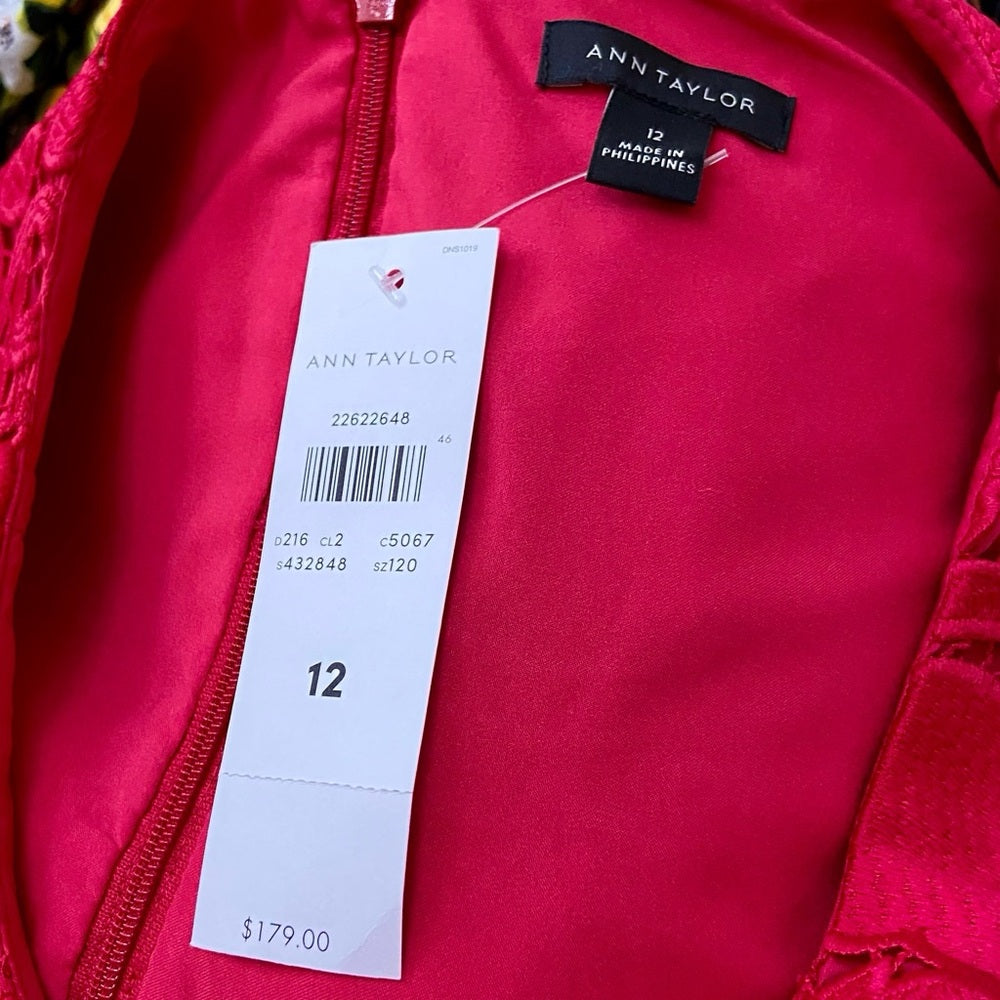 ANN TAYLOR
12
MADE IN
PHILIPPINES
DNS1019
ANN TAYLOR
22622648
46
D216 CL2 C5067
S432848 SZ120
12
$179.00